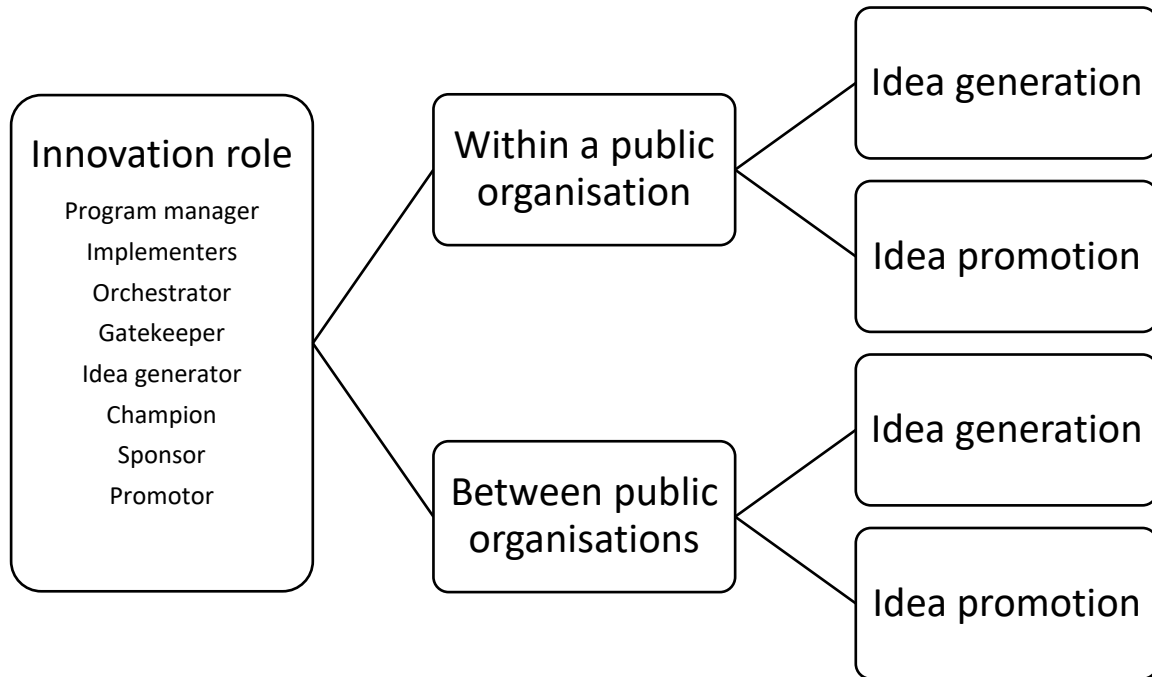 Innovation role
Program manager
Implementers
Orchestrator
Gatekeeper
Idea generator
Champion
Sponsor
Promotor
Within a public
organisation
Idea generation
Idea promotion
Between public
organisations
Idea generation
Idea promotion